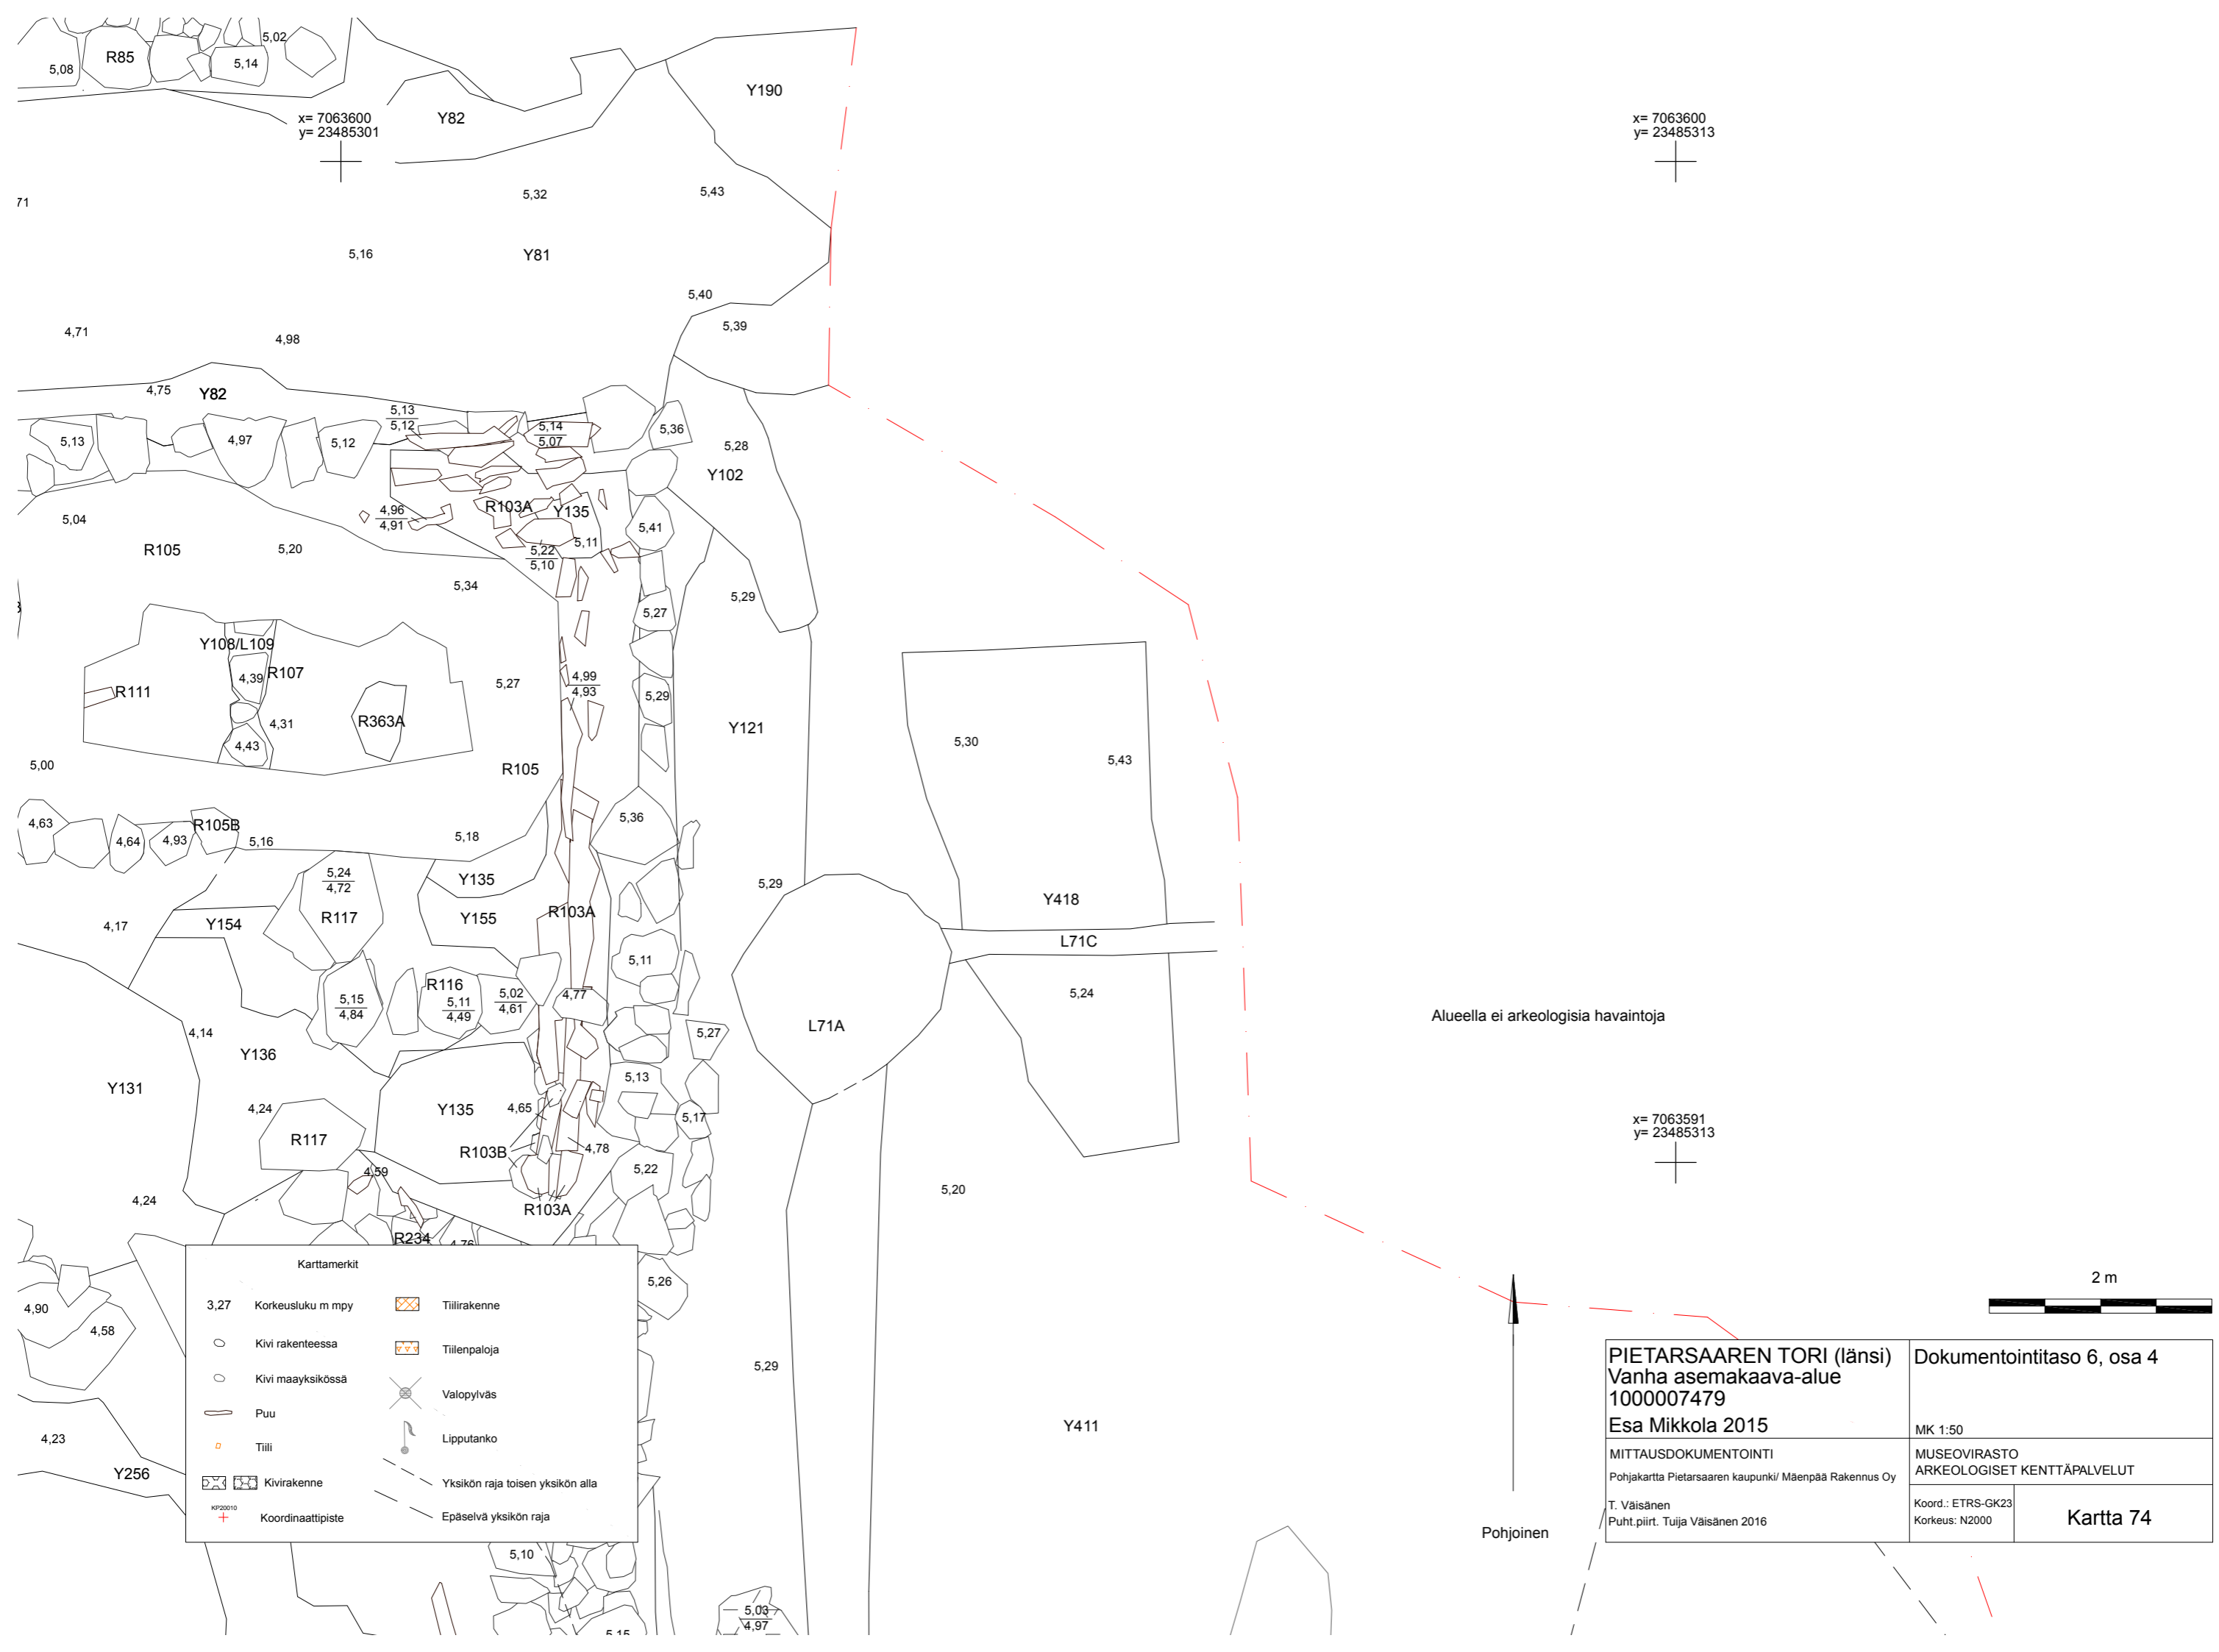 5,02
R85
5,14
5,08
Y190
x= 7063600
y= 23485301
Y82
x= 7063600
y= 23485313
5,32
5,43
71
5,16
Y81
5,40
5,39
4,71
4,98
4,75
Y82
5,13
5,12
5,14
5,07
5,36
5,13
4,97
5,12
5,28
Y102
R103A
Y135
4,96
4,91
5,04
5,41
R105
5,20
5,11
5,22
5,10
5,34
5,29
5,27
Y108/L109
4,39
R107
R111
5,27
4,99
4,93
5,29
4,31
R363A
Y121
4,43
5,30
5,43
5,00
R105
4,63
R105B
5,36
4,64
4,93
5,16
5,18
5,24
4,72
Y135
5,29
Y418
R117
Y155
R103A
4,17
Y154
L71C
5,11
R116
4,77
5,24
5,15
4,84
5,11
4,49
5,02
4,61
Alueella ei arkeologisia havaintoja
L71A
4,14
5,27
Y136
Y131
5,13
4,24
Y135
4,65
5,17
x= 7063591
y= 23485313
R117
R103B
4,78
4,59
5,22
4,24
5,20
R103A
R234
4,76
5,26
4,90
4,58
5,29
4,23
Y411
Y256
Karttamerkit
3,27 Korkeusluku m mpy
Kivi rakenteessa
Kivi maayksikössä
Puu
Tiili
Kivirakenne
KP20010
Koordinaattipiste
Tiilirakenne
Tiilenpaloja
Valopylväs
Lipputanko
Yksikön raja toisen yksikön alla
Epäselvä yksikön raja
5,10
5,03
4,97
5,15
Pohjoinen
2 m
PIETARSAAREN TORI (länsi)
Vanha asemakaava-alue
1000007479
Esa Mikkola 2015
Dokumentointitaso 6, osa 4
MK 1:50
MITTAUSDOKUMENTOINTI
Pohjakartta Pietarsaaren kaupunki/ Mäenpää Rakennus Oy
T. Väisänen
Puht.piirt. Tuija Väisänen 2016
MUSEOVIRASTO
ARKEOLOGISET KENTTÄPALVELUT
Koord.: ETRS-GK23
Korkeus: N2000
Kartta 74